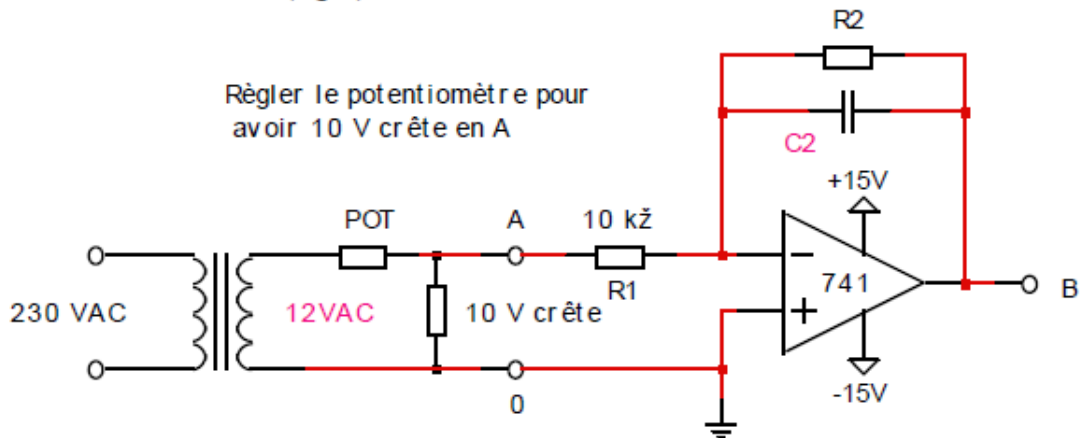 R2
Règler le potentiomètre pour
avoir 10 V crête en A
C2
+15V
POT
A
10 kž
R1
741
B
230 VAC
12VAC
10 V crête
-15V
0